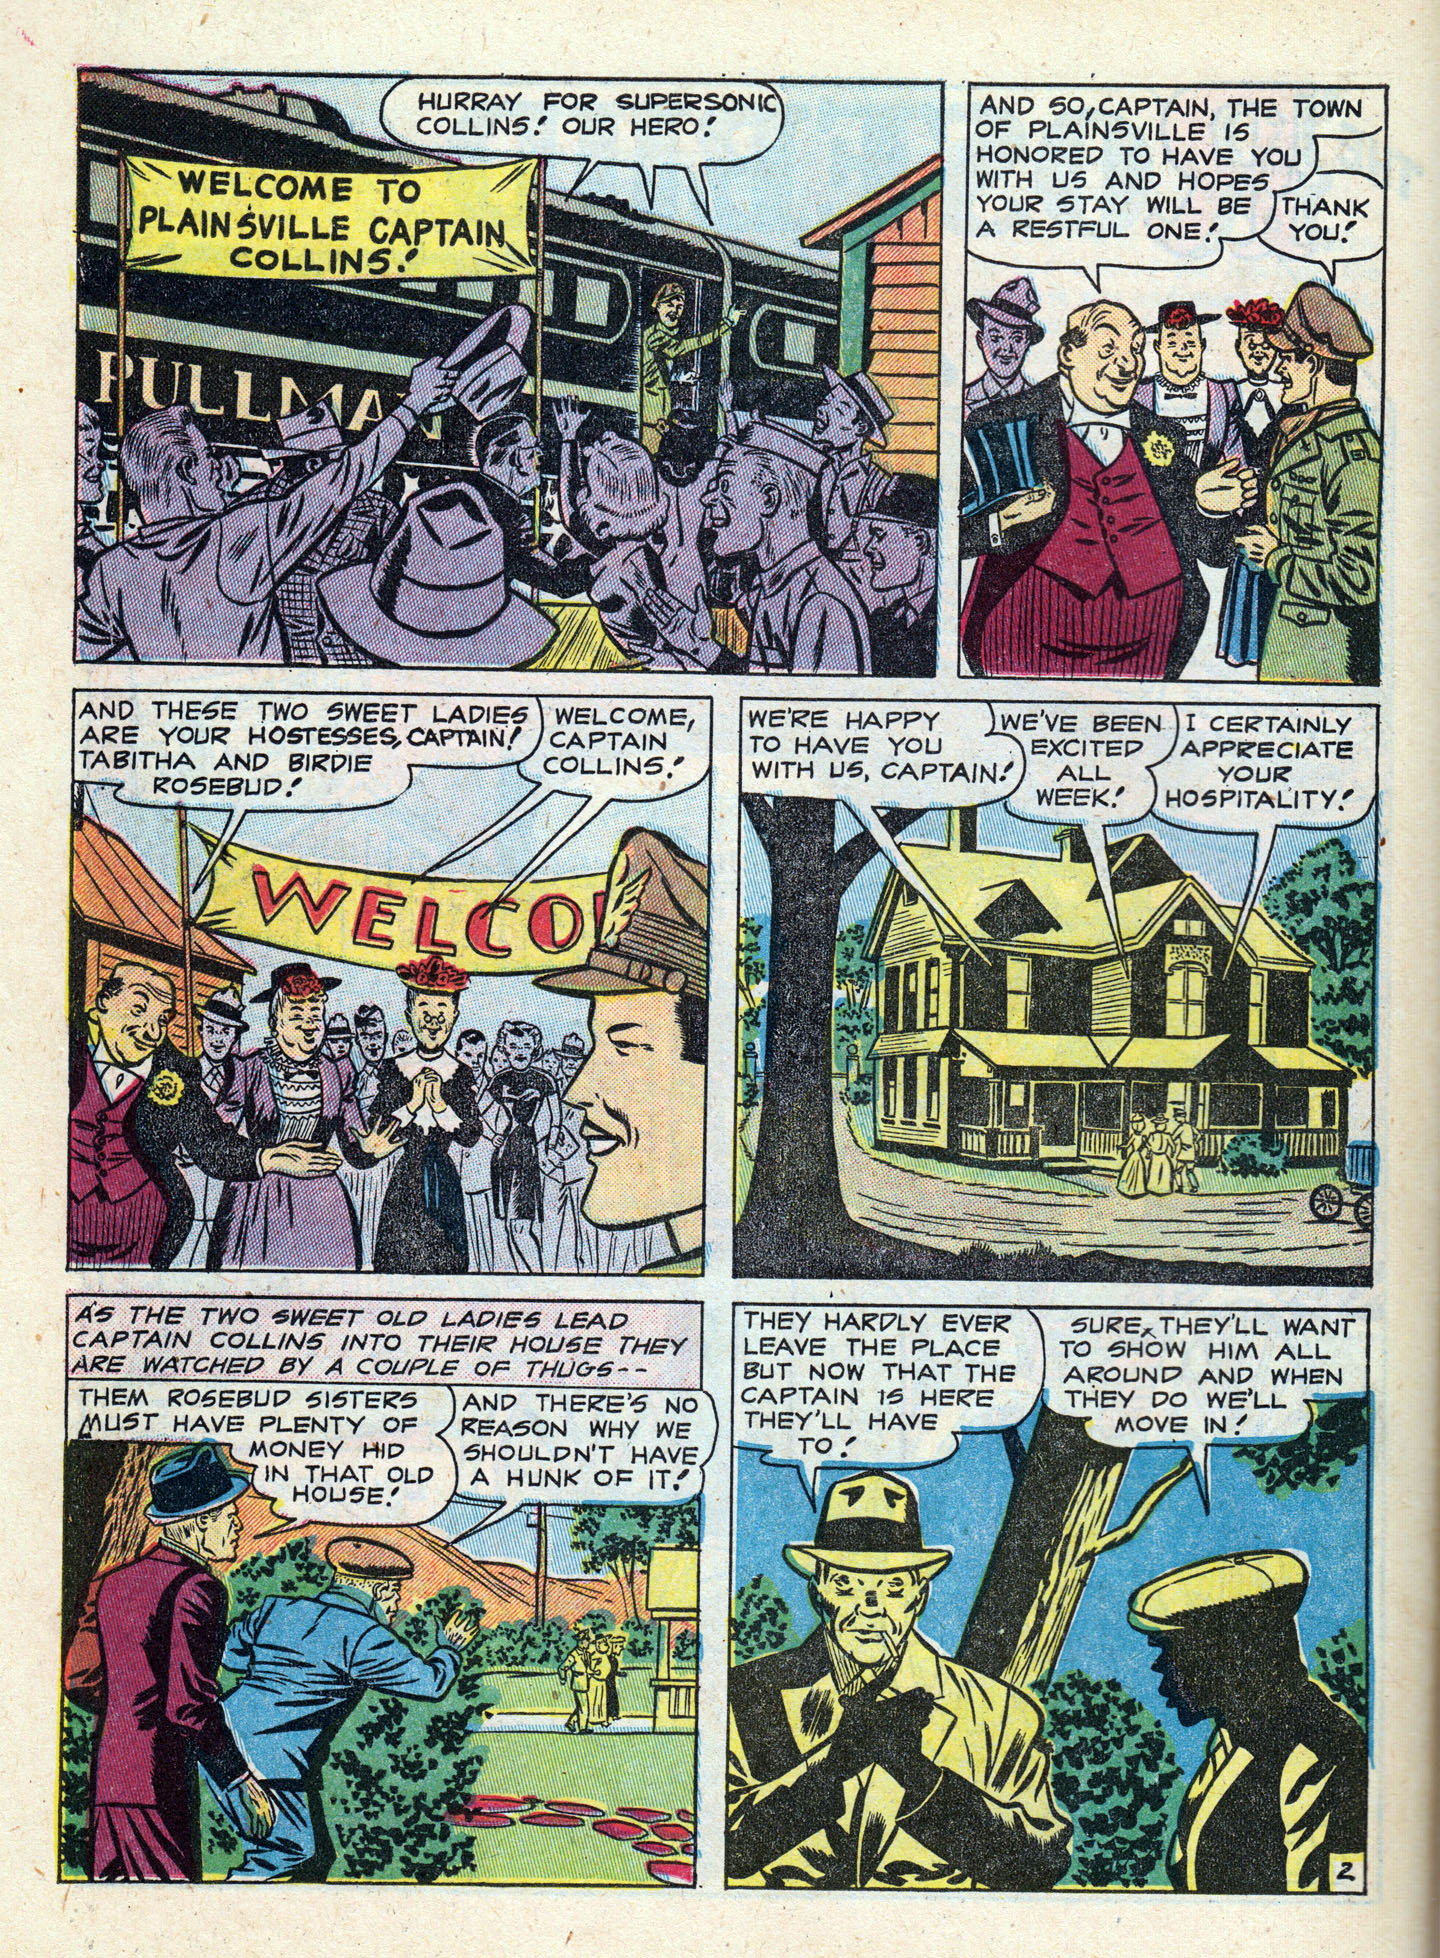 HURRAY FOR SUPERSONIC
COLLINS! OUR HERO!
WELCOME TO
PLAINSVILLE CAPTAIN
COLLINS!
PULLMAN
AND SO, CAPTAIN, THE TOWN
OF PLAINSVILLE IS
HONORED TO HAVE YOU
WITH US AND HOPES
YOUR STAY WILL BE
A RESTFUL ONE!
THANK
YOU!
AND THESE TWO SWEET LADIES
ARE YOUR HOSTESSES, CAPTAIN!
TABITHA AND BIRDIE
ROSEBUD!
WELCOME,
CAPTAIN
COLLINS!
WELCO
WE'RE HAPPY
TO HAVE YOU
WITH US, CAPTAIN!
WE'VE BEEN
EXCITED
ALL
WEEK!
I CERTAINLY
APPRECIATE
YOUR
HOSPITALITY!
AS THE TWO SWEET OLD LADIES LEAD
CAPTAIN COLLINS INTO THEIR HOUSE THEY
ARE WATCHED BY A COUPLE OF THUGS--
THEM ROSEBUD SISTERS
MUST HAVE PLENTY OF
MONEY HID
IN THAT OLD
HOUSE!
AND THERE'S NO
REASON WHY WE
SHOULDN'T HAVE
A HUNK OF IT!
THEY HARDLY EVER
LEAVE THE PLACE
BUT NOW THAT THE
CAPTAIN IS HERE
THEY'LL HAVE
TO!
SURE, THEY'LL WANT
TO SHOW HIM ALL
AROUND AND WHEN
THEY DO WE'LL
MOVE IN!
2